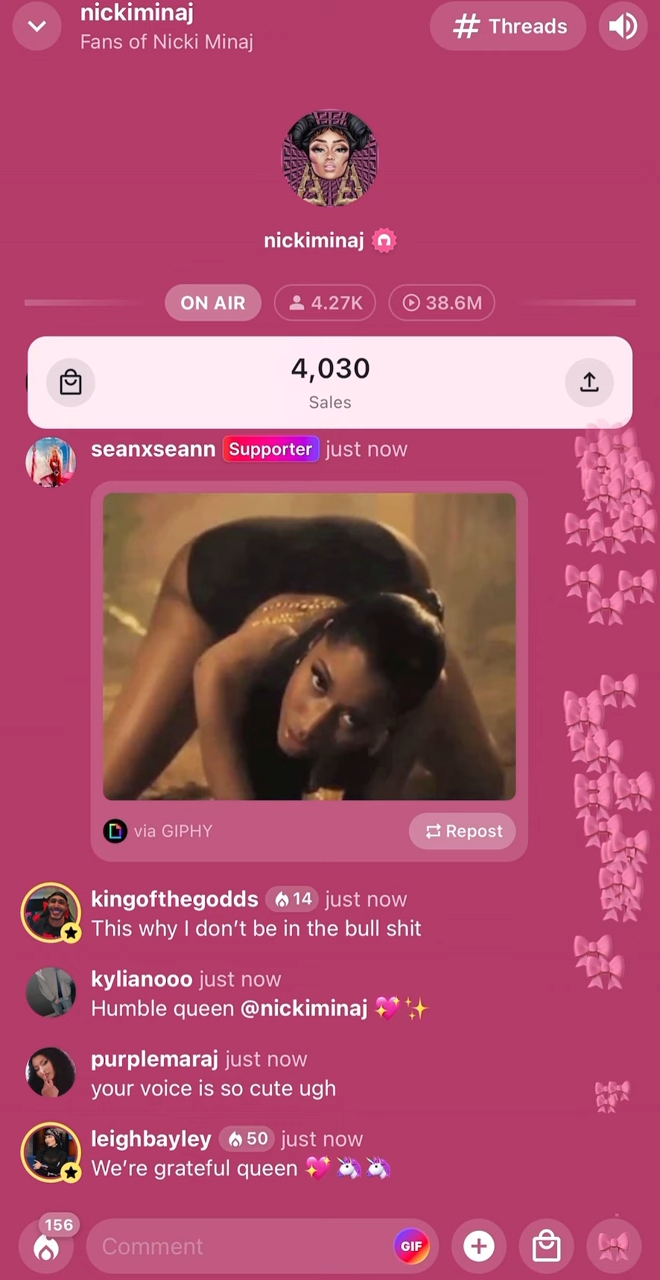 nickiminaj
Fans of Nicki Minaj
# Threads
nickiminaj
ON AIR 4.27K 38.6M
4,030
Sales
seanxseann Supporter just now
via GIPHY Repost
kingofthegodds 14 just now
This why I don’t be in the bull shit
kylianooo just now
Humble queen @nickiminaj 💖✨
purplemaraj just now
your voice is so cute ugh
leighbayley 50 just now
We’re grateful queen 💖🦄🦄
156
Comment GIF